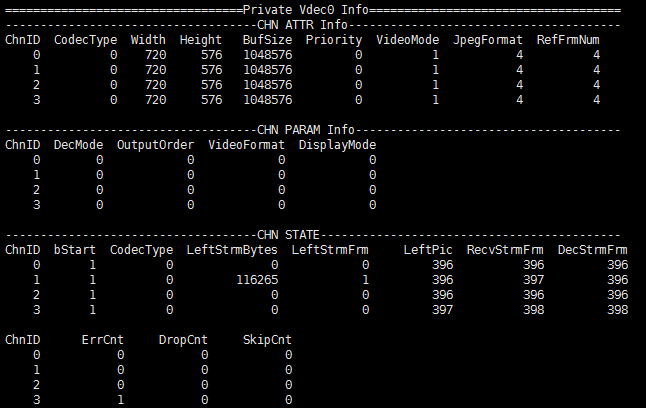 ===================================Private Vdec0 Info===================================
-----------------------------------CHN ATTR Info--------------------------------------
ChnID CodecType Width Height BufSize Priority VideoMode JpegFormat RefFrmNum
0 0 720 576 1048576 0 1 4 4
1 0 720 576 1048576 0 1 4 4
2 0 720 576 1048576 0 1 4 4
3 0 720 576 1048576 0 1 4 4
-----------------------------------CHN PARAM Info--------------------------------------
ChnID DecMode OutputOrder VideoFormat DisplayMode
0 0 0 0 0
1 0 0 0 0
2 0 0 0 0
3 0 0 0 0
-----------------------------------CHN STATE-------------------------------------------
ChnID bStart CodecType LeftStrmBytes LeftStrmFrm LeftPic RecvStrmFrm DecStrmFrm
0 1 0 0 0 396 396 396
1 1 0 116265 1 396 397 396
2 1 0 0 0 396 396 396
3 1 0 0 0 397 398 398
ChnID ErrCnt DropCnt SkipCnt
0 0 0 0
1 0 0 0
2 0 0 0
3 1 0 0